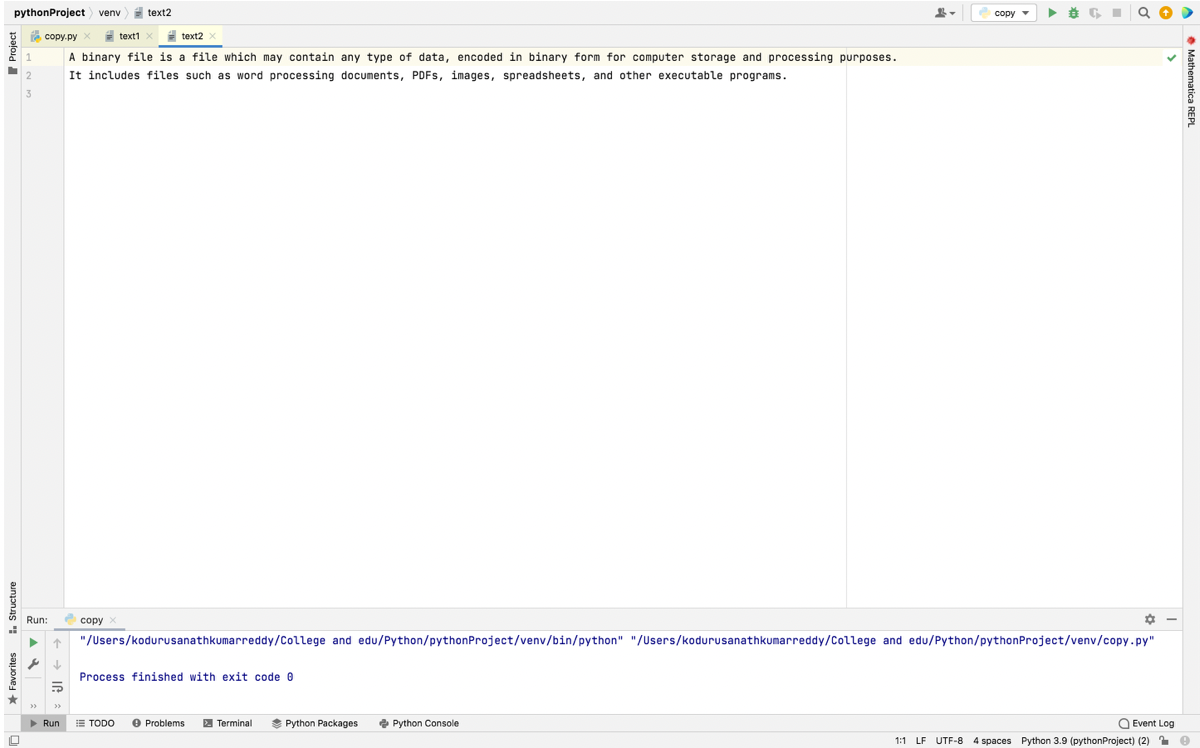 pythonProject venv text2
copy
copy.py text1 text2
Project
1 A binary file is a file which may contain any type of data, encoded in binary form for computer storage and processing purposes.
2 It includes files such as word processing documents, PDFs, images, spreadsheets, and other executable programs.
3
Mathematica REPL
Structure
Favorites
Run: copy
"/Users/kodurusanathkumarreddy/College and edu/Python/pythonProject/venv/bin/python" "/Users/kodurusanathkumarreddy/College and edu/Python/pythonProject/venv/copy.py"
Process finished with exit code 0
Run TODO Problems Terminal Python Packages Python Console Event Log
1:1 LF UTF-8 4 spaces Python 3.9 (pythonProject) (2)